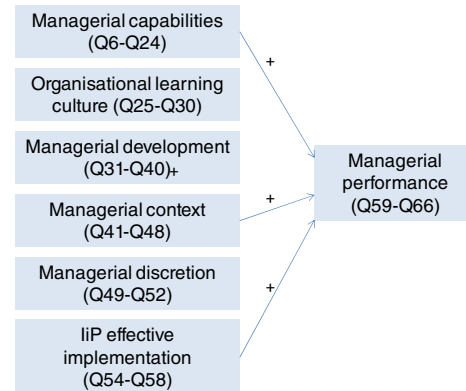 Managerial capabilities
(Q6-Q24)
+
Organisational learning
culture (Q25-Q30)
Managerial development
(Q31-Q40)+
Managerial
performance
(Q59-Q66)
Managerial context
(Q41-Q48)
+
Managerial discretion
(Q49-Q52)
+
IiP effective
implementation
(Q54-Q58)